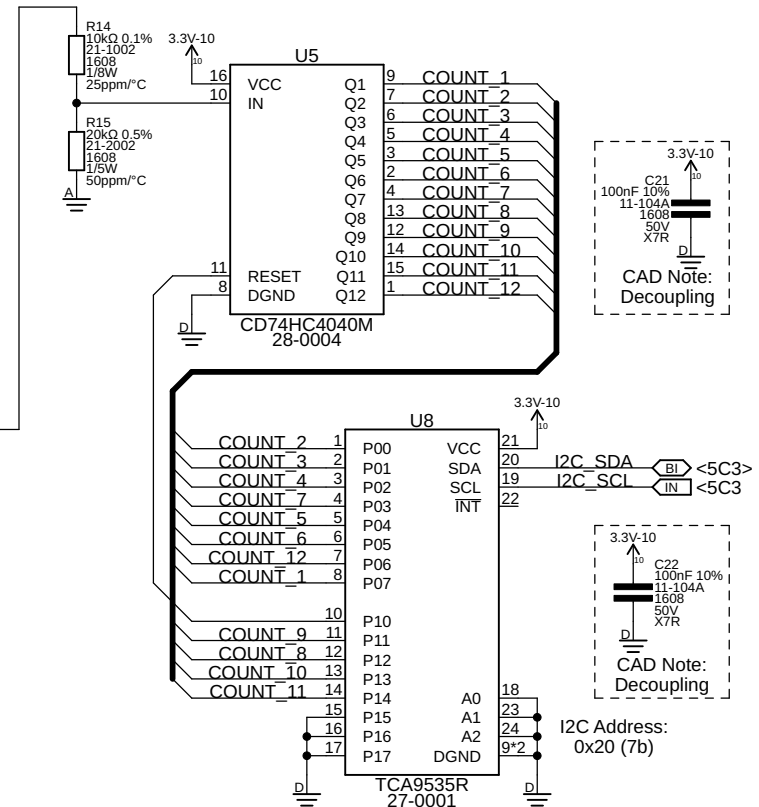 R14
10kΩ 0.1%
21-1002
1608
1/8W
25ppm/°C
3.3V-10
10
R15
20kΩ 0.5%
21-2002
1608
1/5W
50ppm/°C
A
U5
16 VCC
10 IN
11 RESET
8 DGND
Q1 9 COUNT_1
Q2 7 COUNT_2
Q3 6 COUNT_3
Q4 5 COUNT_4
Q5 3 COUNT_5
Q6 2 COUNT_6
Q7 4 COUNT_7
Q8 13 COUNT_8
Q9 12 COUNT_9
Q10 14 COUNT_10
Q11 15 COUNT_11
Q12 1 COUNT_12
D
CD74HC4040M
28-0004
3.3V-10
10
C21
100nF 10%
11-104A
1608
50V
X7R
D
CAD Note:
Decoupling
U8
3.3V-10
10
COUNT_2 1 P00
COUNT_3 2 P01
COUNT_4 3 P02
COUNT_7 4 P03
COUNT_5 5 P04
COUNT_6 6 P05
COUNT_12 7 P06
COUNT_1 8 P07
10 P10
COUNT_9 11 P11
COUNT_8 12 P12
COUNT_10 13 P13
COUNT_11 14 P14
15 P15
16 P16
17 P17
D
VCC 21
SDA 20 I2C_SDA BI <5C3>
SCL 19 I2C_SCL IN <5C3
INT 22
A0 18
A1 23
A2 24
DGND 9*2
D
TCA9535R
27-0001
I2C Address:
0x20 (7b)
3.3V-10
10
C22
100nF 10%
11-104A
1608
50V
X7R
D
CAD Note:
Decoupling